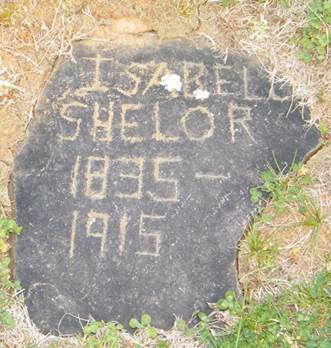 ISABELL
SHELOR
1835-
1915